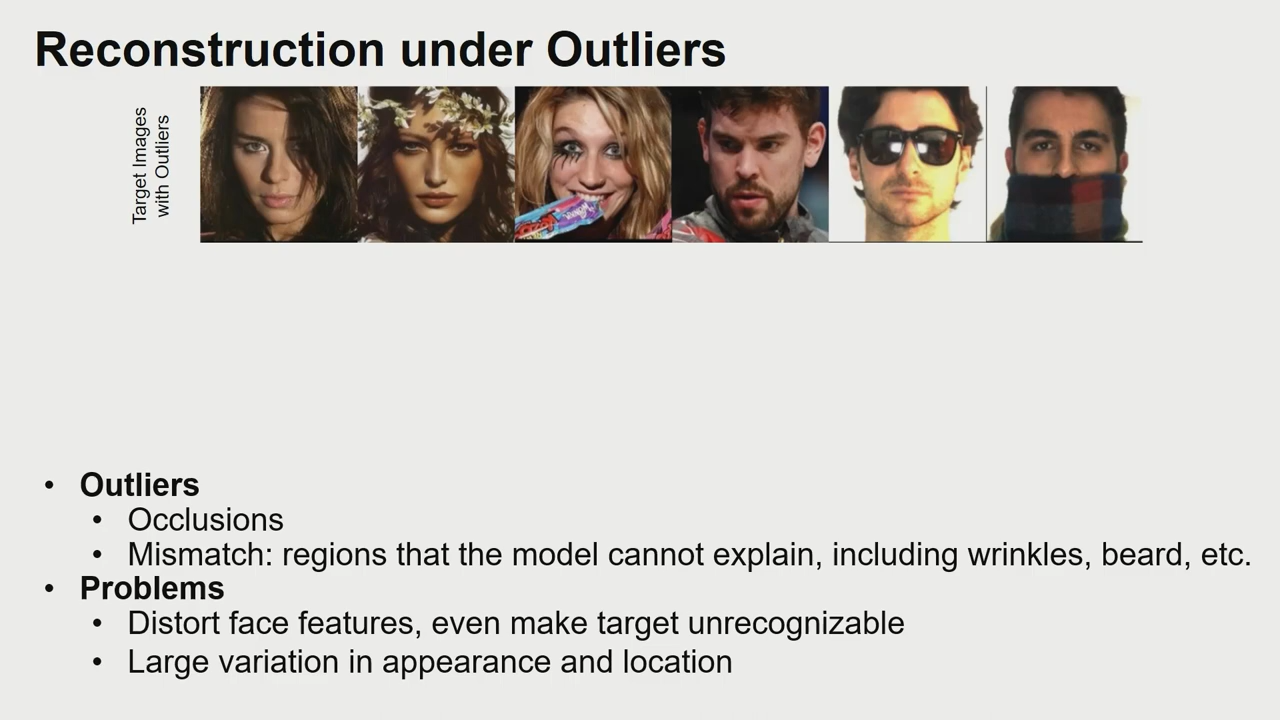 Reconstruction under Outliers
Target Images
with Outliers
• Outliers
• Occlusions
• Mismatch: regions that the model cannot explain, including wrinkles, beard, etc.
• Problems
• Distort face features, even make target unrecognizable
• Large variation in appearance and location